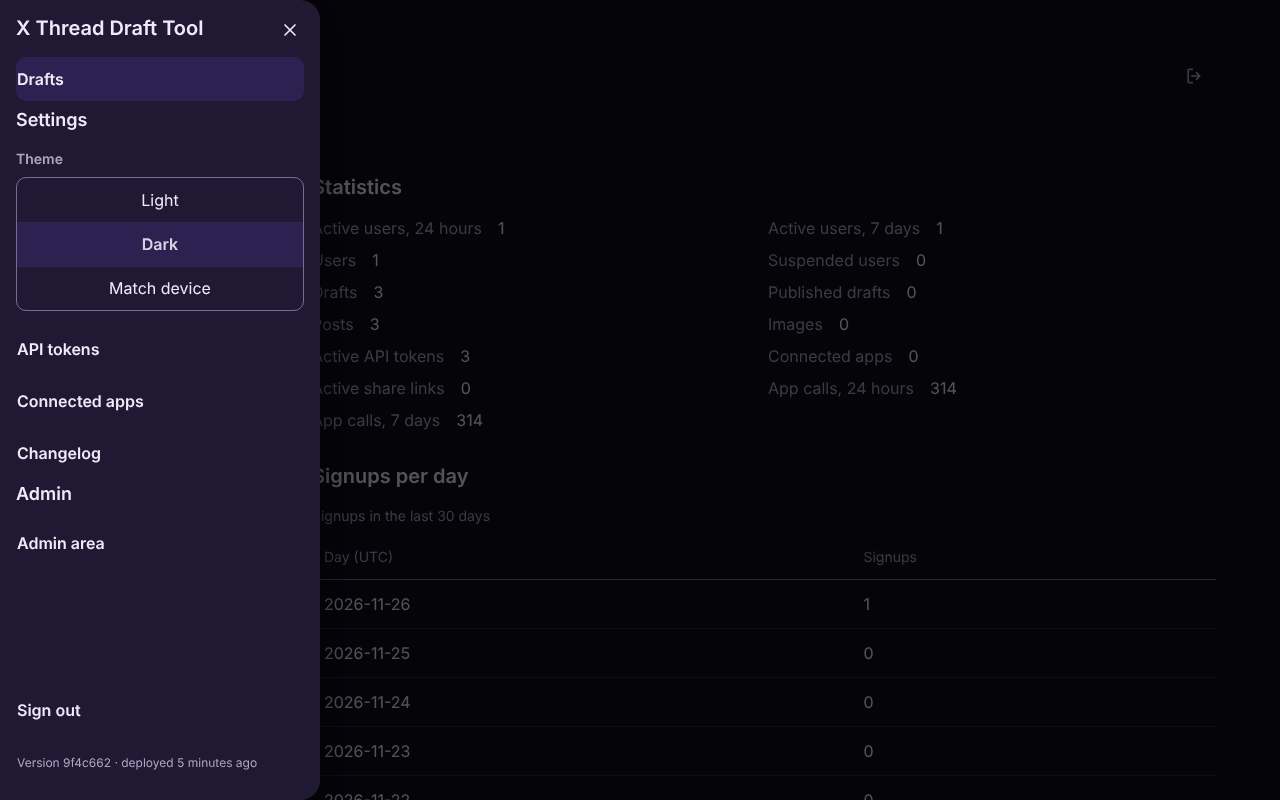 X Thread Draft Tool
Drafts
Settings
Theme
Light
Dark
Match device
API tokens
Connected apps
Changelog
Admin
Admin area
Sign out
Version 9f4c662 · deployed 5 minutes ago
Statistics
Active users, 24 hours 1
Active users, 7 days 1
Users 1
Suspended users 0
Drafts 3
Published drafts 0
Posts 3
Images 0
Active API tokens 3
Connected apps 0
Active share links 0
App calls, 24 hours 314
App calls, 7 days 314
Signups per day
Signups in the last 30 days
Day (UTC) Signups
2026-11-26 1
2026-11-25 0
2026-11-24 0
2026-11-23 0
2026-11-22 0